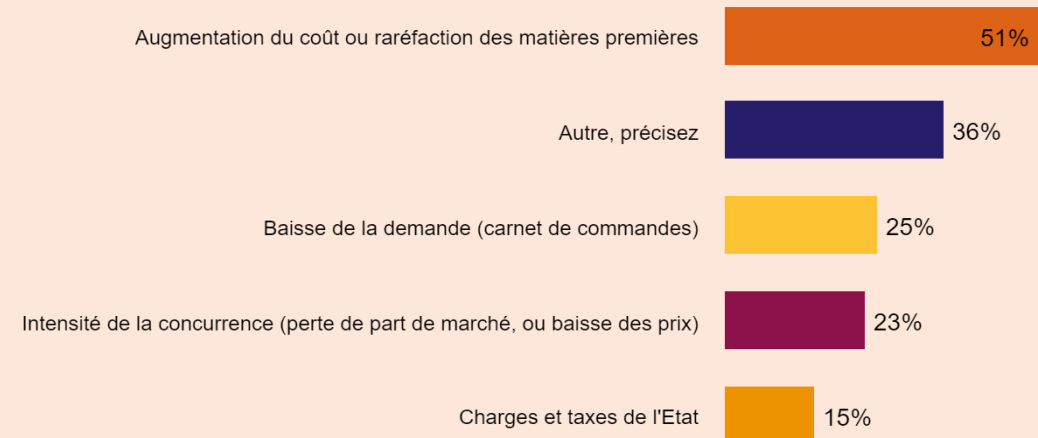 Augmentation du coût ou raréfaction des matières premières 51%
Autre, précisez 36%
Baisse de la demande (carnet de commandes) 25%
Intensité de la concurrence (perte de part de marché, ou baisse des prix) 23%
Charges et taxes de l'Etat 15%